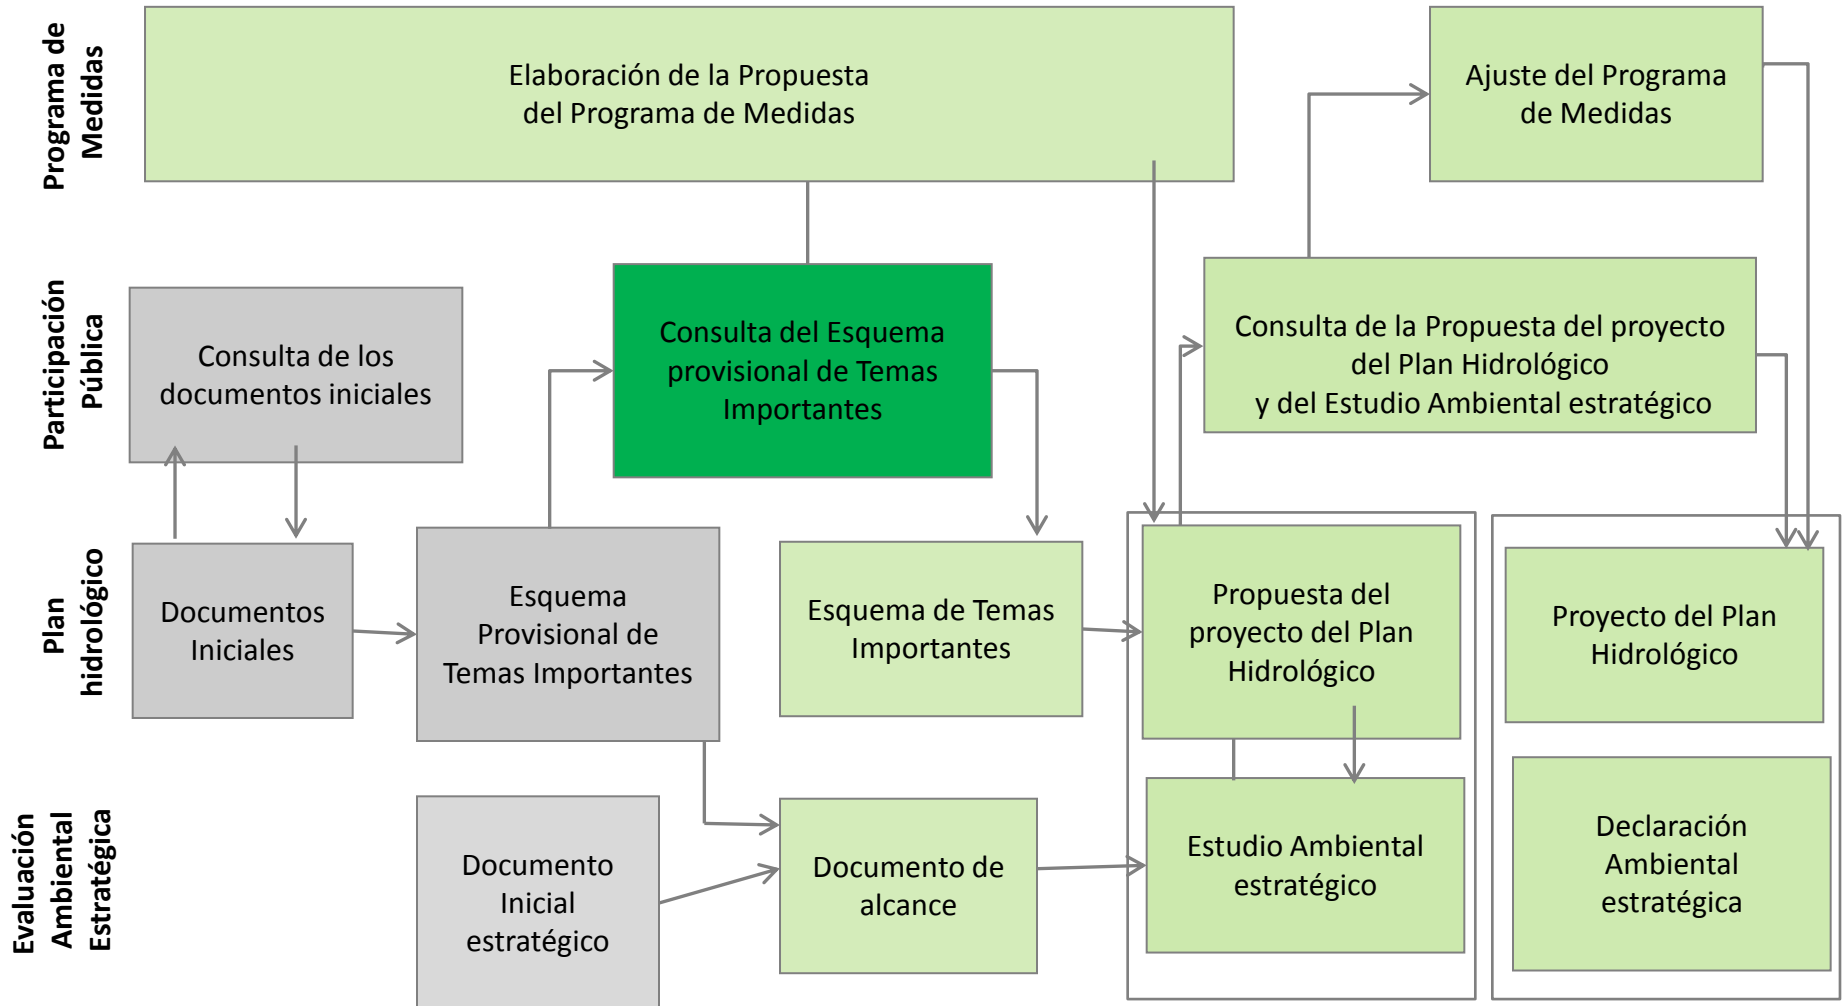 Programa de
Medidas
Elaboración de la Propuesta
del Programa de Medidas
Ajuste del Programa
de Medidas
Participación
Pública
Consulta de los
documentos iniciales
Consulta del Esquema
provisional de Temas
Importantes
Consulta de la Propuesta del proyecto
del Plan Hidrológico
y del Estudio Ambiental estratégico
Plan
hidrológico
Documentos
Iniciales
Esquema
Provisional de
Temas Importantes
Esquema de Temas
Importantes
Propuesta del
proyecto del Plan
Hidrológico
Proyecto del Plan
Hidrológico
Evaluación
Ambiental
Estratégica
Documento
Inicial
estratégico
Documento de
alcance
Estudio Ambiental
estratégico
Declaración
Ambiental
estratégica